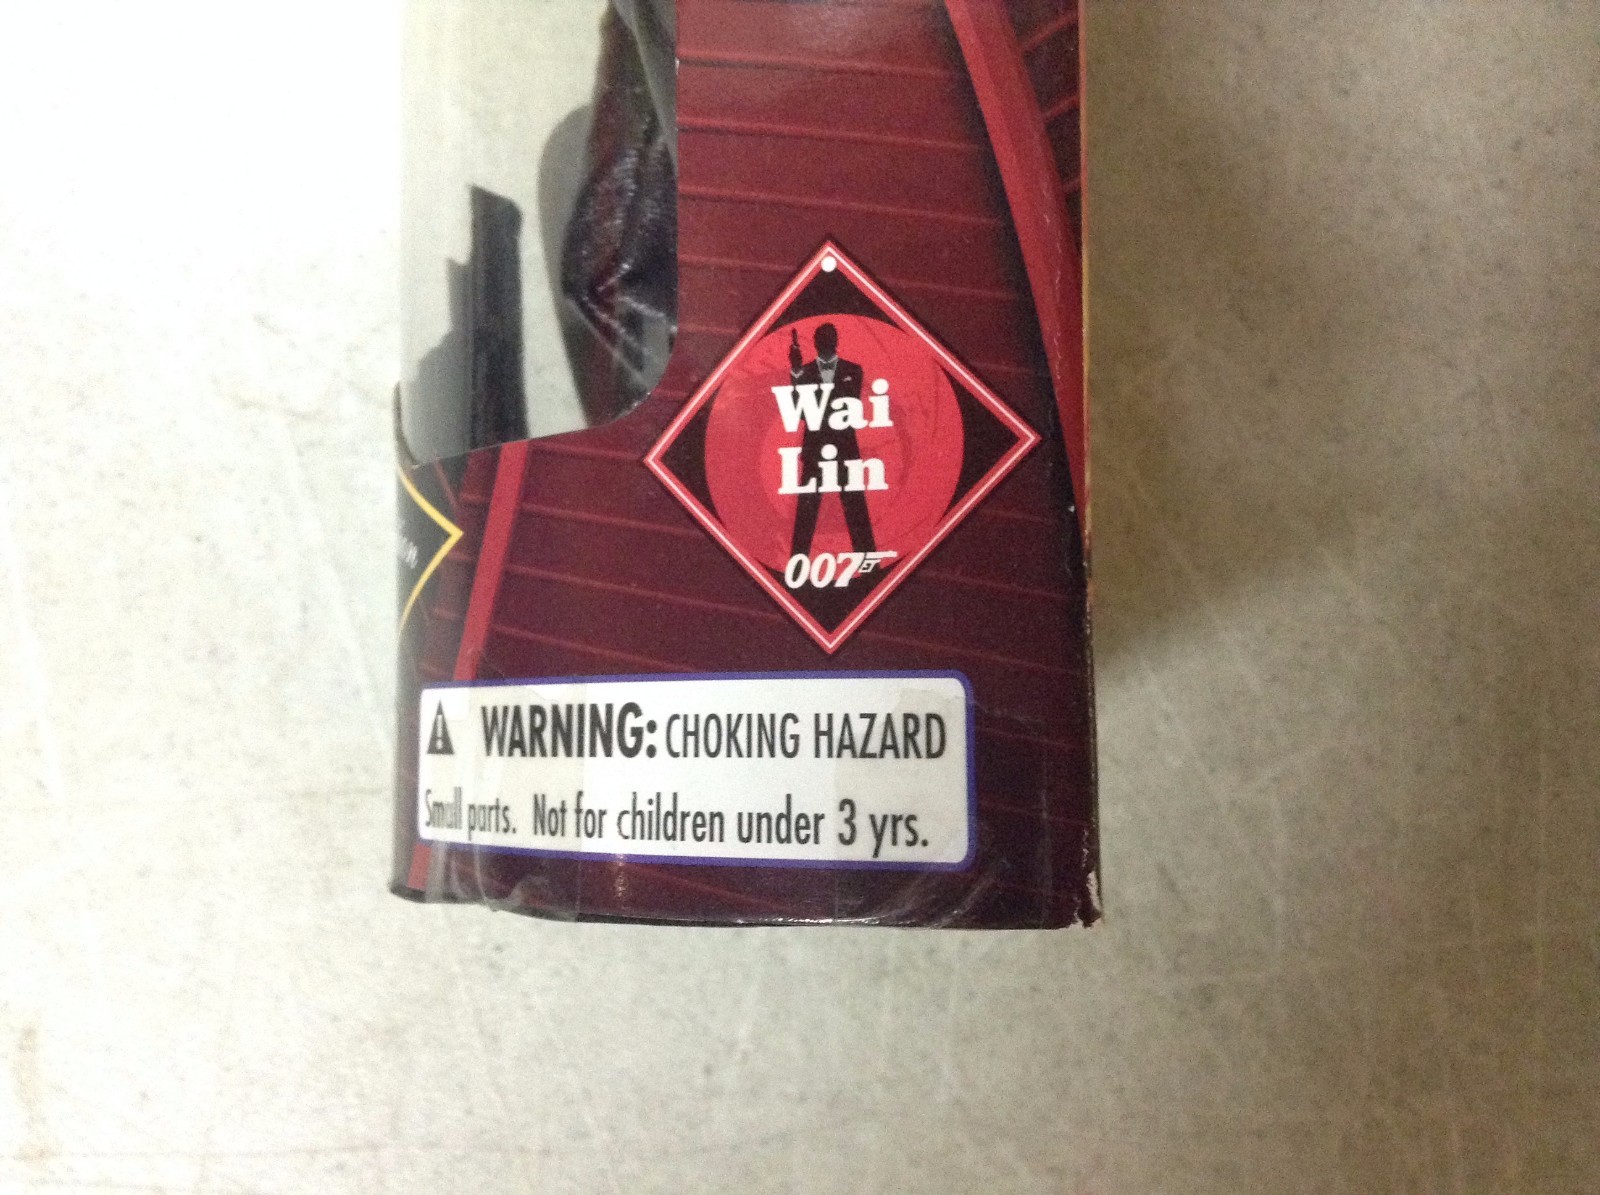 Wai
Lin
007
WARNING: CHOKING HAZARD
Small parts. Not for children under 3 yrs.